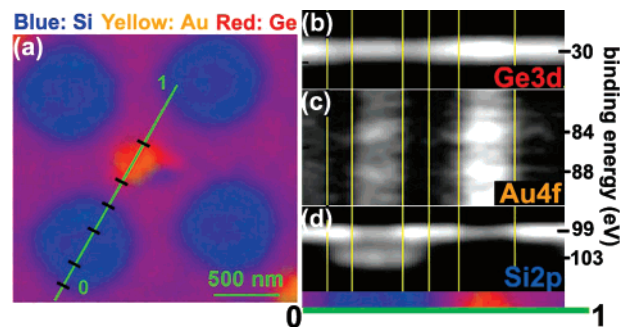 Blue: Si Yellow: Au Red: Ge
(a)
1
0
500 nm
(b)
30
Ge3d
(c)
84
88
Au4f
(d)
99
103
Si2p
binding energy (eV)
0
1